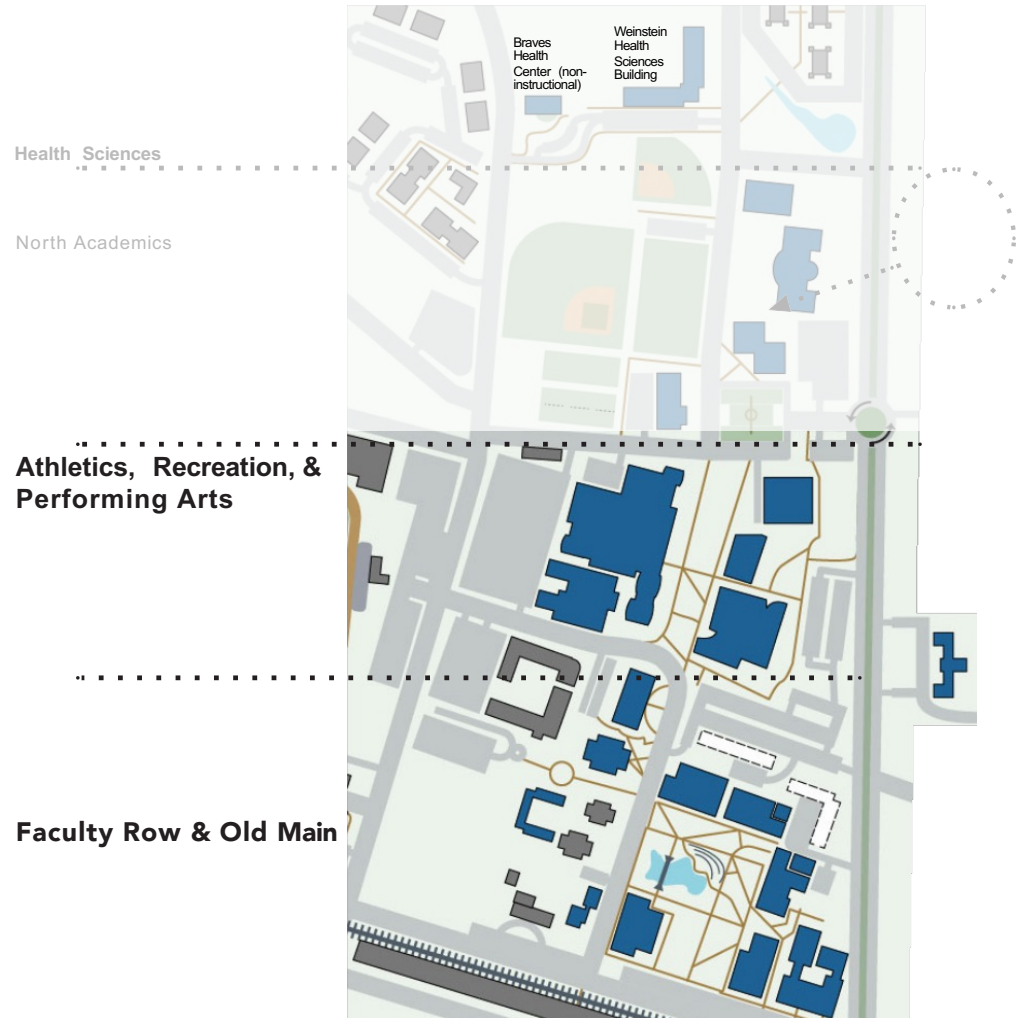 Braves
Health
Center (non-
instructional)
Weinstein
Health
Sciences
Building
Health Sciences
North Academics
Athletics, Recreation, &
Performing Arts
Faculty Row & Old Main